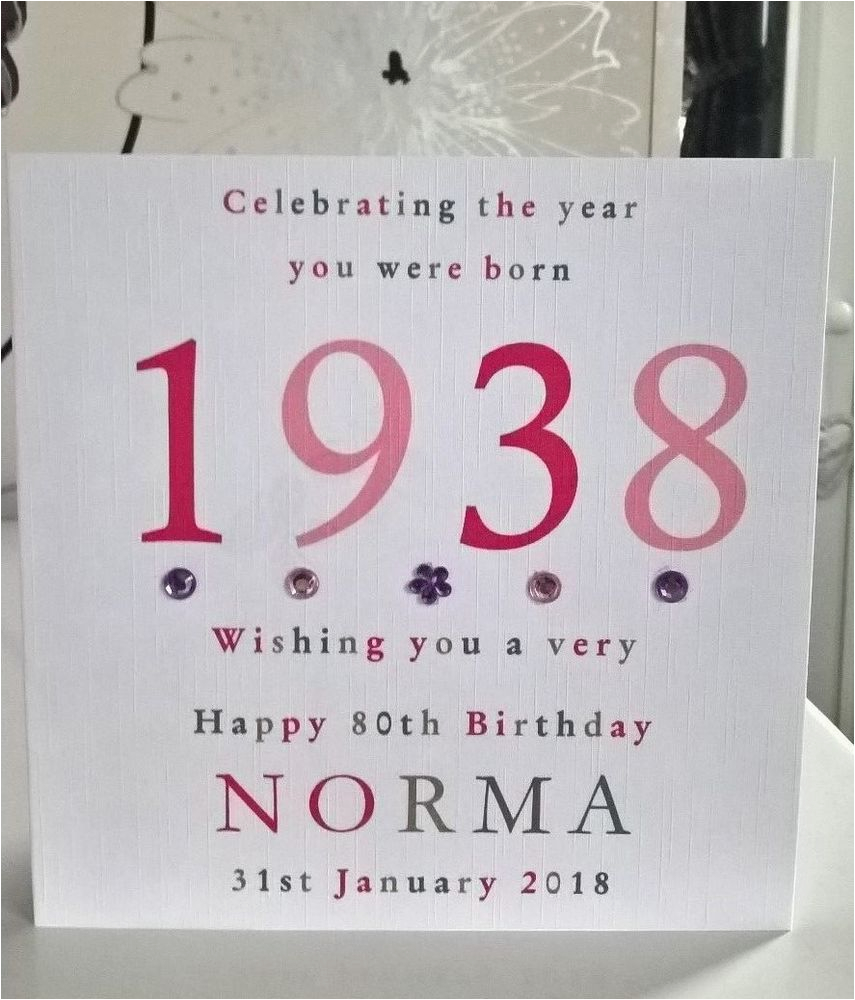 Celebrating the year
you were born
1938
Wishing you a very
Happy 80th Birthday
NORMA
31st January 2018